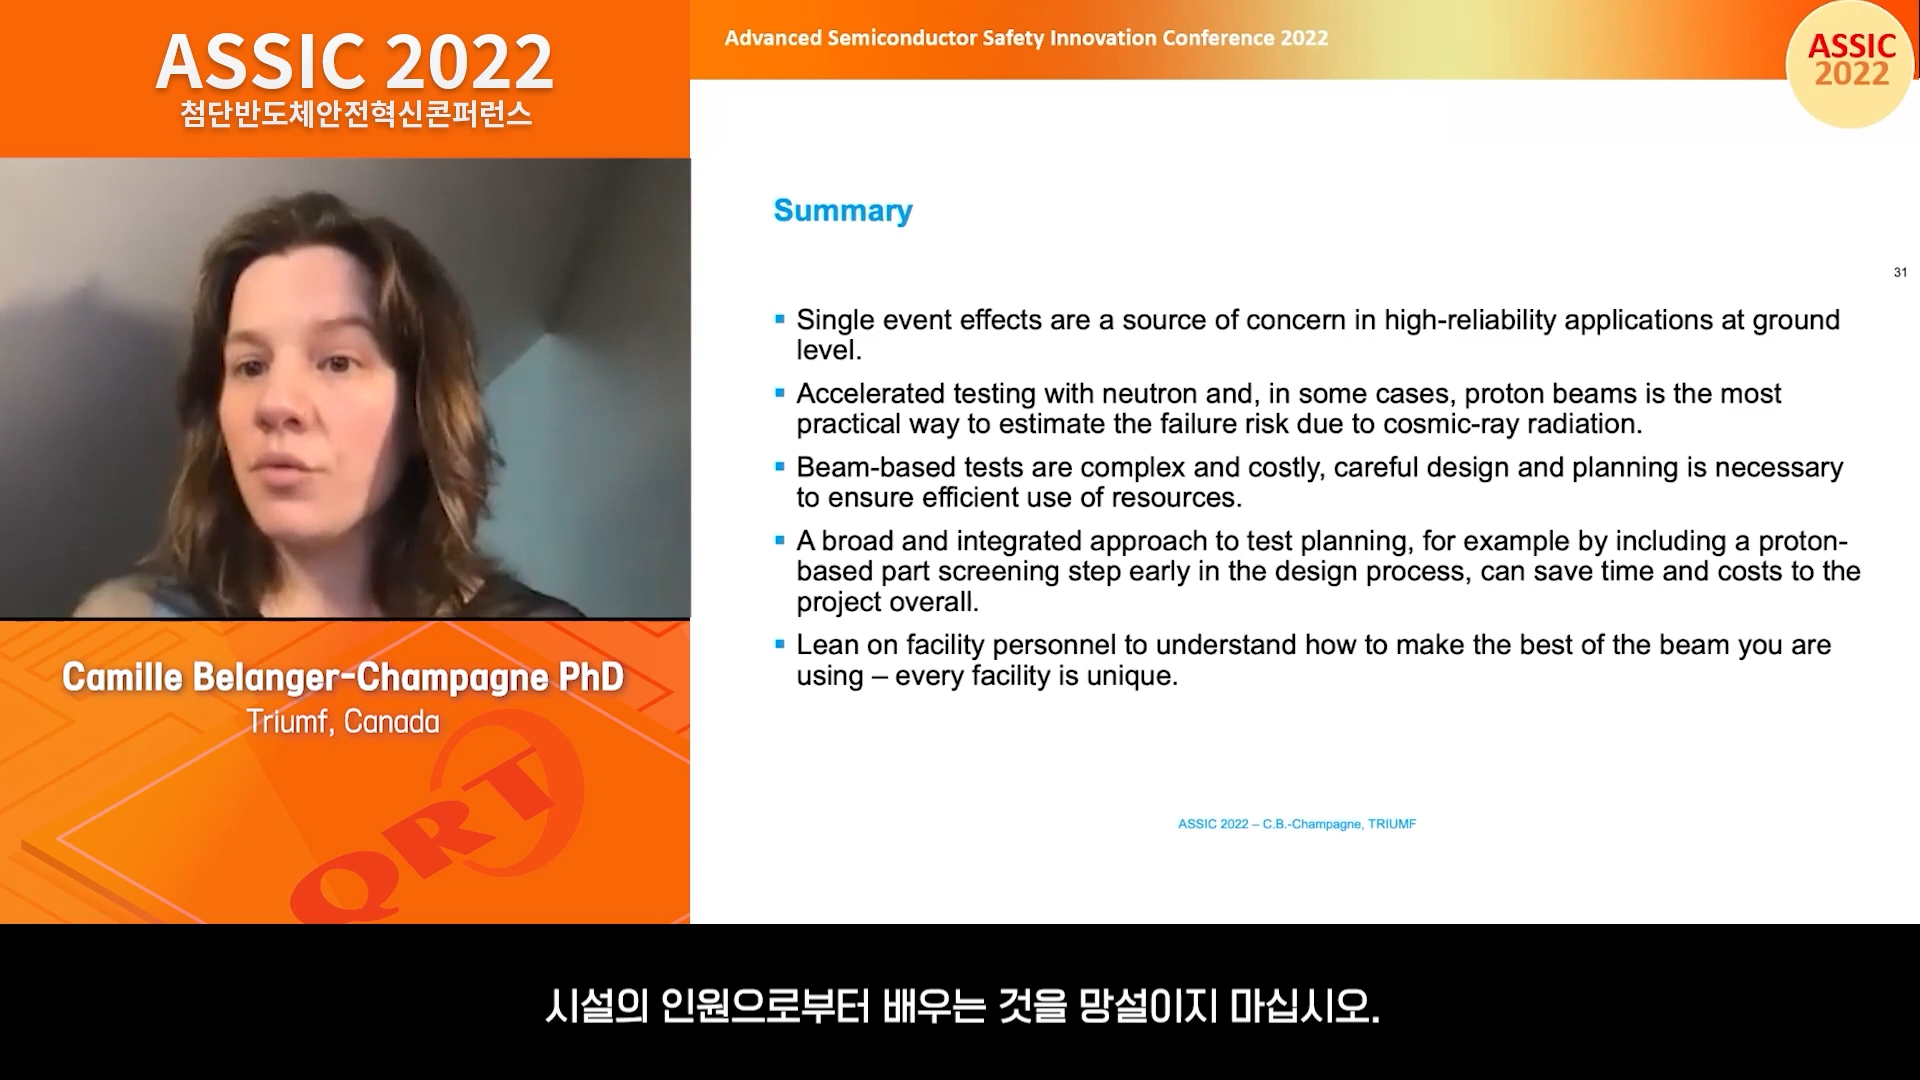 ASSIC 2022
첨단반도체안전혁신콘퍼런스
Advanced Semiconductor Safety Innovation Conference 2022
ASSIC
2022
Summary
31
▪ Single event effects are a source of concern in high-reliability applications at ground
level.
▪ Accelerated testing with neutron and, in some cases, proton beams is the most
practical way to estimate the failure risk due to cosmic-ray radiation.
▪ Beam-based tests are complex and costly, careful design and planning is necessary
to ensure efficient use of resources.
▪ A broad and integrated approach to test planning, for example by including a proton-
based part screening step early in the design process, can save time and costs to the
project overall.
▪ Lean on facility personnel to understand how to make the best of the beam you are
using – every facility is unique.
ASSIC 2022 – C.B.-Champagne, TRIUMF
Camille Belanger-Champagne PhD
Triumf, Canada
QRT
시설의 인원으로부터 배우는 것을 망설이지 마십시오.